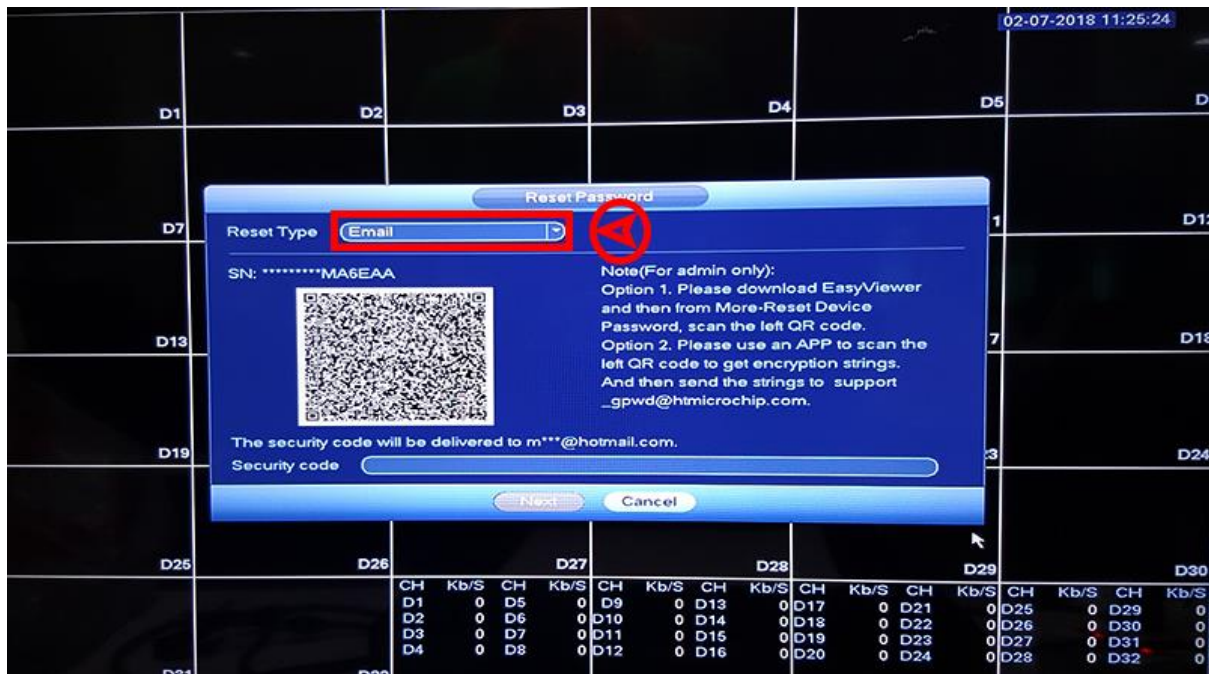 02-07-2018 11:25:24
D1
D2
D3
D4
D5
D
Reset Password
D7
1
D12
Reset Type
Email
A
SN: *********MA6EAA
Note(For admin only):
Option 1. Please download EasyViewer
and then from More-Reset Device
Password, scan the left QR code.
Option 2. Please use an APP to scan the
left QR code to get encryption strings.
And then send the strings to support
_gpwd@htmicrochip.com.
D13
7
D18
The security code will be delivered to m***@hotmail.com.
D19
3
D24
Security code
Next
Cancel
D25
D26
D27
D28
D29
D30
CH Kb/S CH Kb/S CH Kb/S CH Kb/S CH Kb/S CH Kb/S CH Kb/S CH Kb/S
D1 0 D5 0 D9 0 D13 0 D17 0 D21 0 D25 0 D29 0
D2 0 D6 0 D10 0 D14 0 D18 0 D22 0 D26 0 D30 0
D3 0 D7 0 D11 0 D15 0 D19 0 D23 0 D27 0 D31 0
D4 0 D8 0 D12 0 D16 0 D20 0 D24 0 D28 0 D32 0